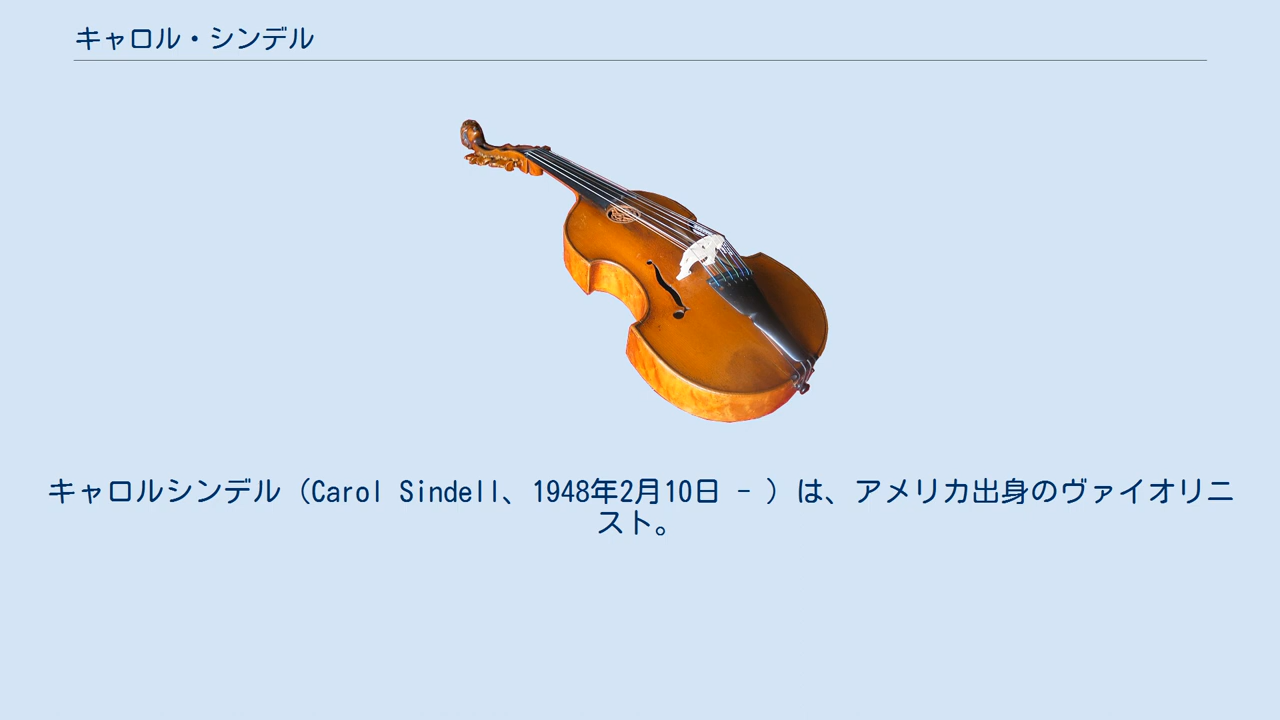 キャロル・シンデル
キャロルシンデル（Carol Sindell、1948年2月10日 - ）は、アメリカ出身のヴァイオリニ
スト。